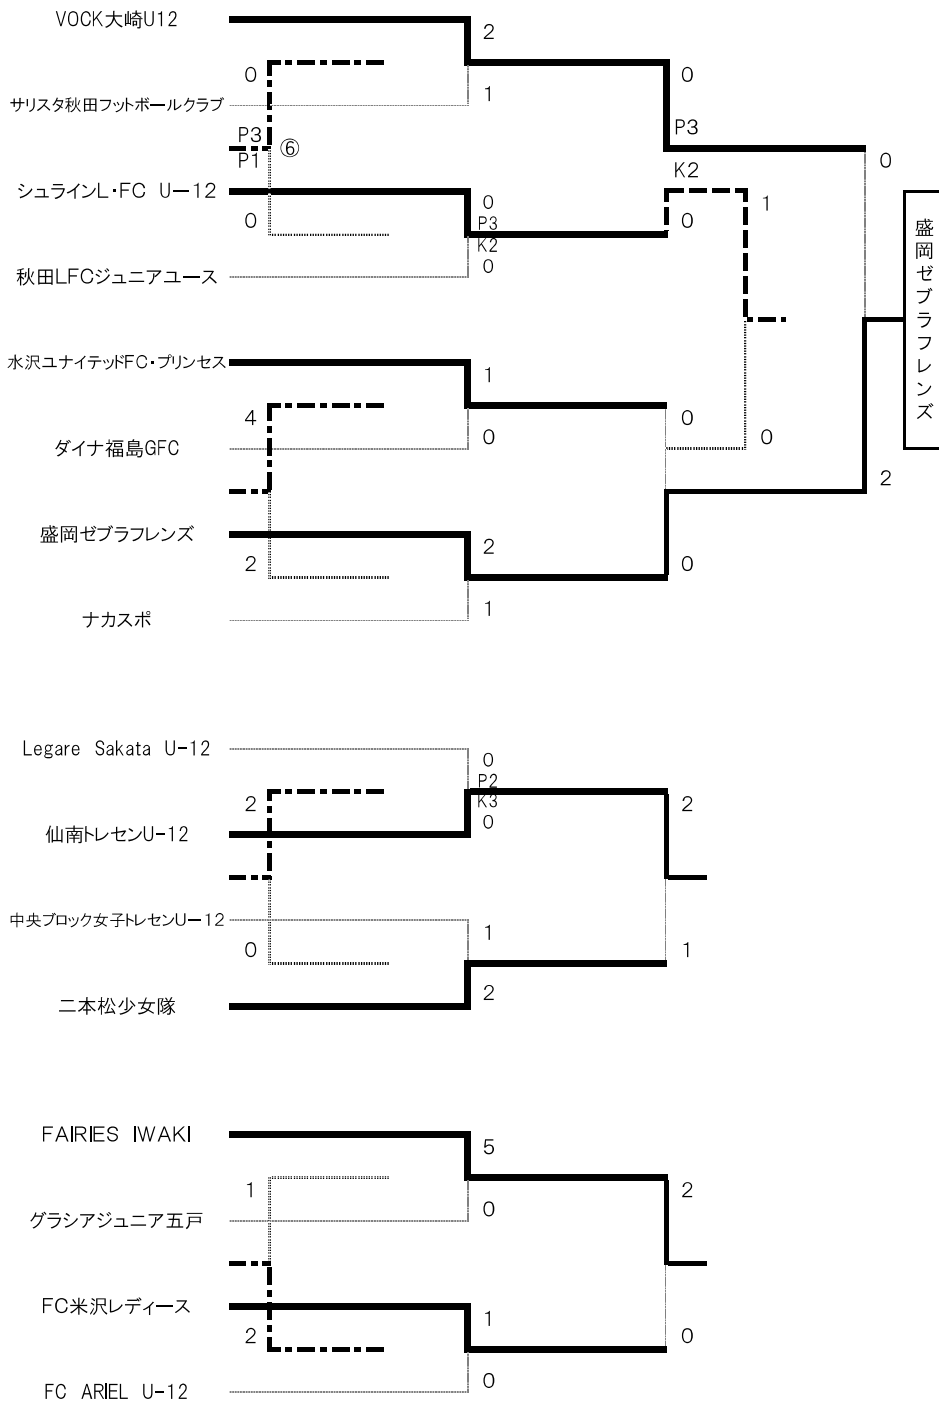 VOCK大崎U12
2
0
0
1
サリスタ秋田フットボールクラブ
P3
P3
P1
⑥
0
K2
シュラインL・FC U－12
0
1
0
P3
0
K2
0
秋田LFCジュニアユース
盛岡ゼブラフレンズ
水沢ユナイテッドFC・プリンセス
1
4
0
0
0
ダイナ福島GFC
2
盛岡ゼブラフレンズ
2
2
0
1
ナカスポ
Legare Sakata U-12
0
P2
2
K3
2
0
仙南トレセンU-12
中央ブロック女子トレセンU－12
1
0
1
2
二本松少女隊
FAIRIES IWAKI
5
1
2
0
グラシアジュニア五戸
FC米沢レディース
1
2
0
0
FC ARIEL U-12